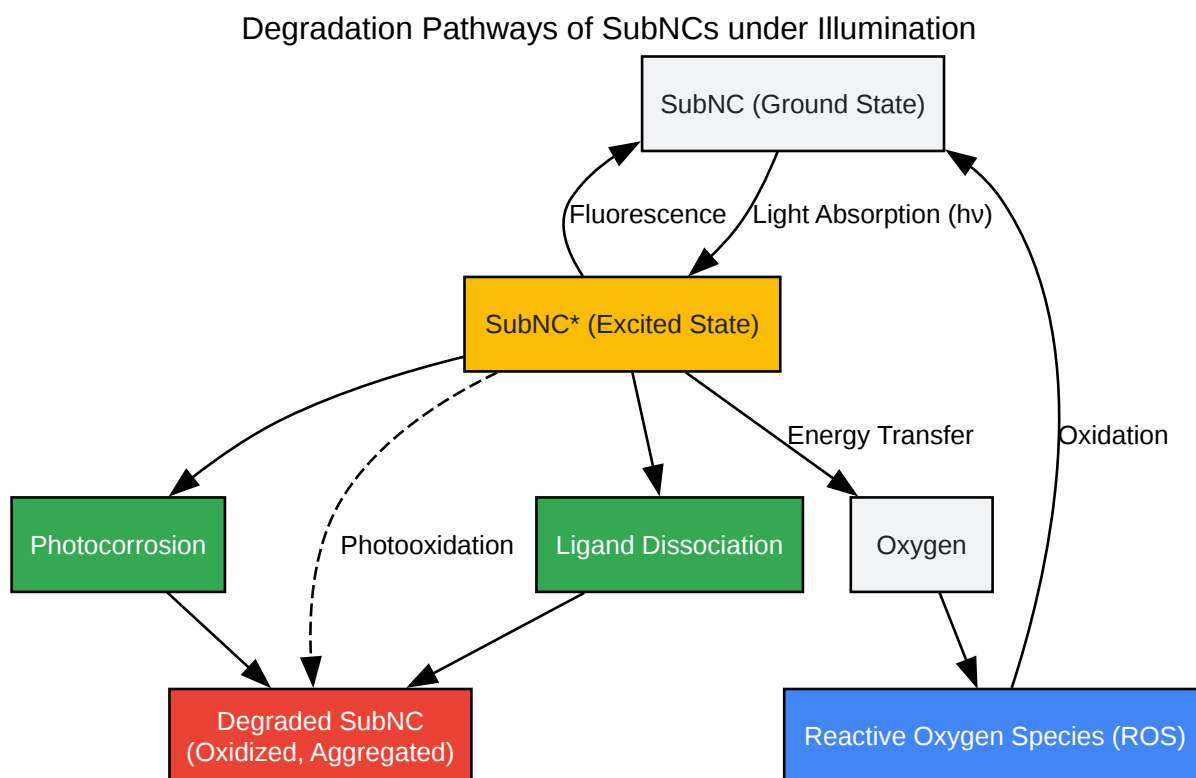 Degradation Pathways of SubNCs under Illumination
SubNC (Ground State)
Fluorescence
Light Absorption (hν)
SubNC* (Excited State)
Energy Transfer
Oxidation
Photocorrosion
Photooxidation
Ligand Dissociation
Oxygen
Degraded SubNC
(Oxidized, Aggregated)
Reactive Oxygen Species (ROS)